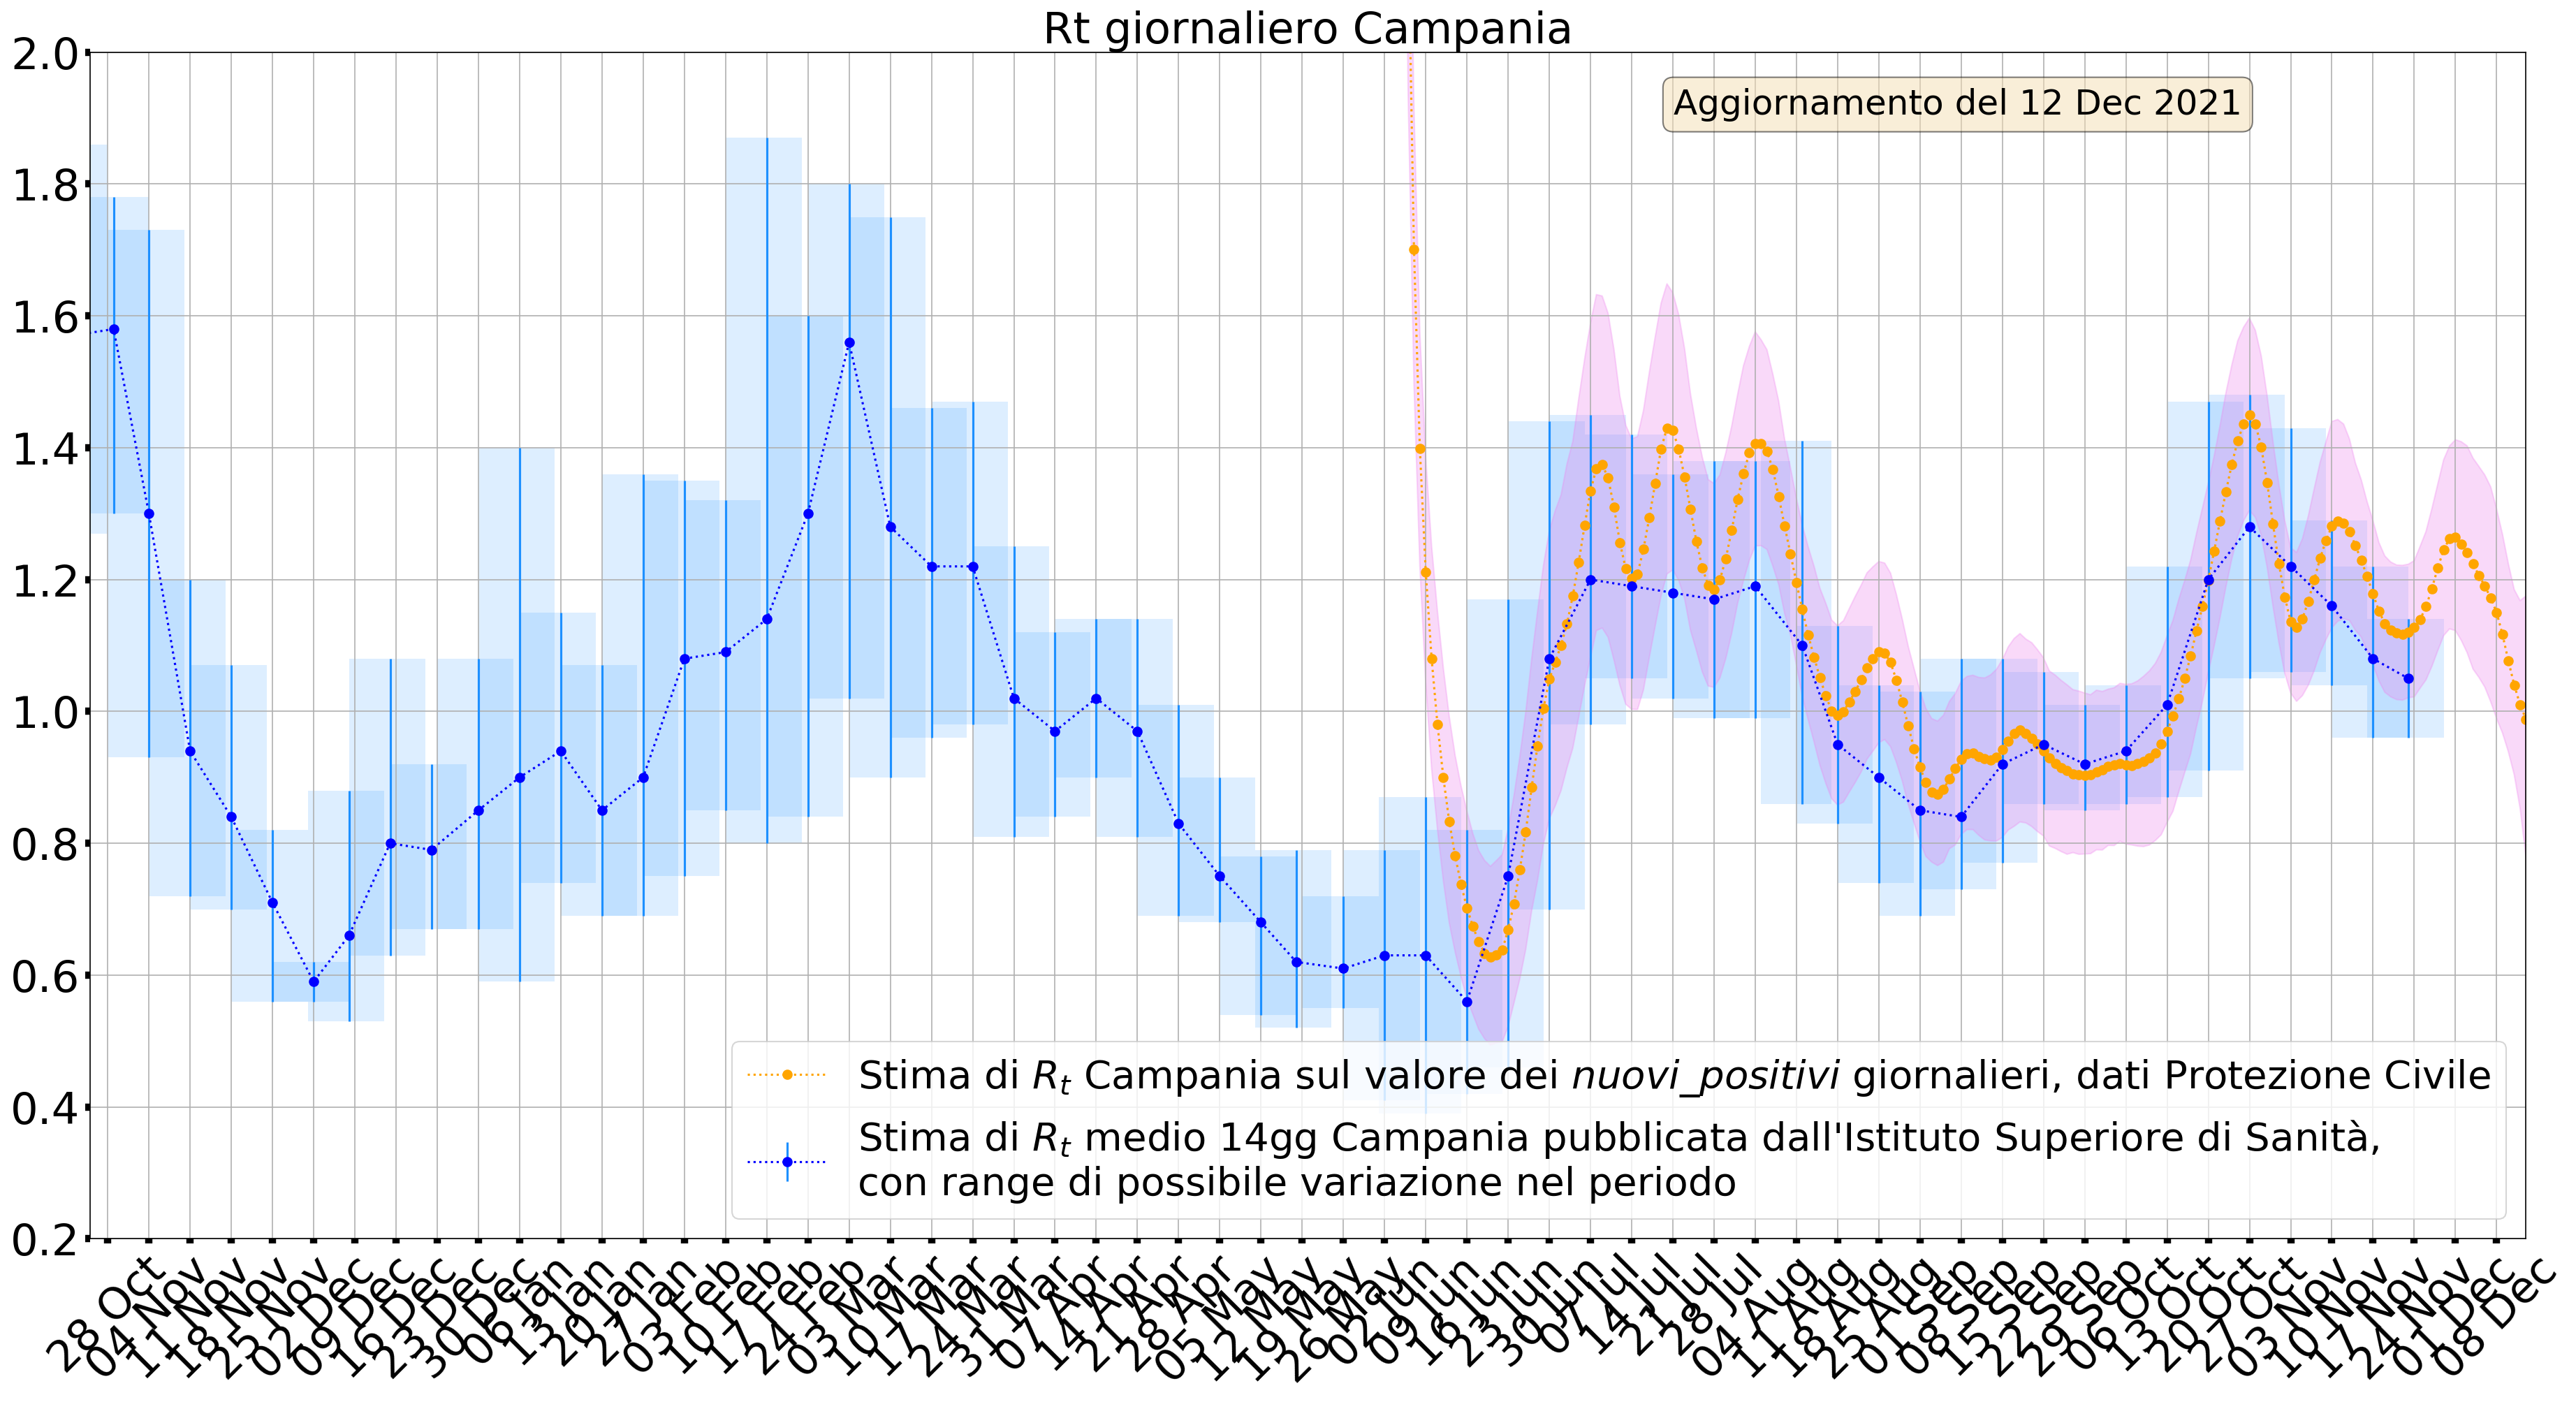 Rt giornaliero Campania
Aggiornamento del 12 Dec 2021
2.0
1.8
1.6
1.4
1.2
1.0
0.8
0.6
0.4
0.2
Stima di Rt Campania sul valore dei nuovi_positivi giornalieri, dati Protezione Civile
Stima di Rt medio 14gg Campania pubblicata dall'Istituto Superiore di Sanità,
con range di possibile variazione nel periodo
28 Oct
04 Nov
11 Nov
18 Nov
25 Nov
02 Dec
09 Dec
16 Dec
23 Dec
30 Dec
06 Jan
13 Jan
20 Jan
27 Jan
03 Feb
10 Feb
17 Feb
24 Feb
03 Mar
10 Mar
17 Mar
24 Mar
31 Mar
07 Apr
14 Apr
21 Apr
28 Apr
05 May
12 May
19 May
26 May
02 Jun
09 Jun
16 Jun
23 Jun
30 Jun
07 Jul
14 Jul
21 Jul
28 Jul
04 Aug
11 Aug
18 Aug
25 Aug
01 Sep
08 Sep
15 Sep
22 Sep
29 Sep
06 Oct
13 Oct
20 Oct
27 Oct
03 Nov
10 Nov
17 Nov
24 Nov
01 Dec
08 Dec